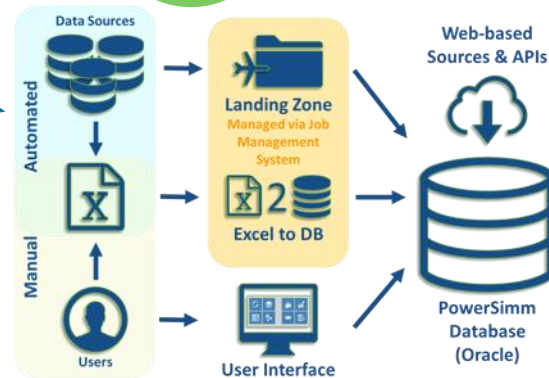 Data Sources
Automated
Manual
X
Users
Landing Zone
Managed via Job
Management
System
X 2
Excel to DB
User Interface
Web-based
Sources & APIs
PowerSimm
Database
(Oracle)